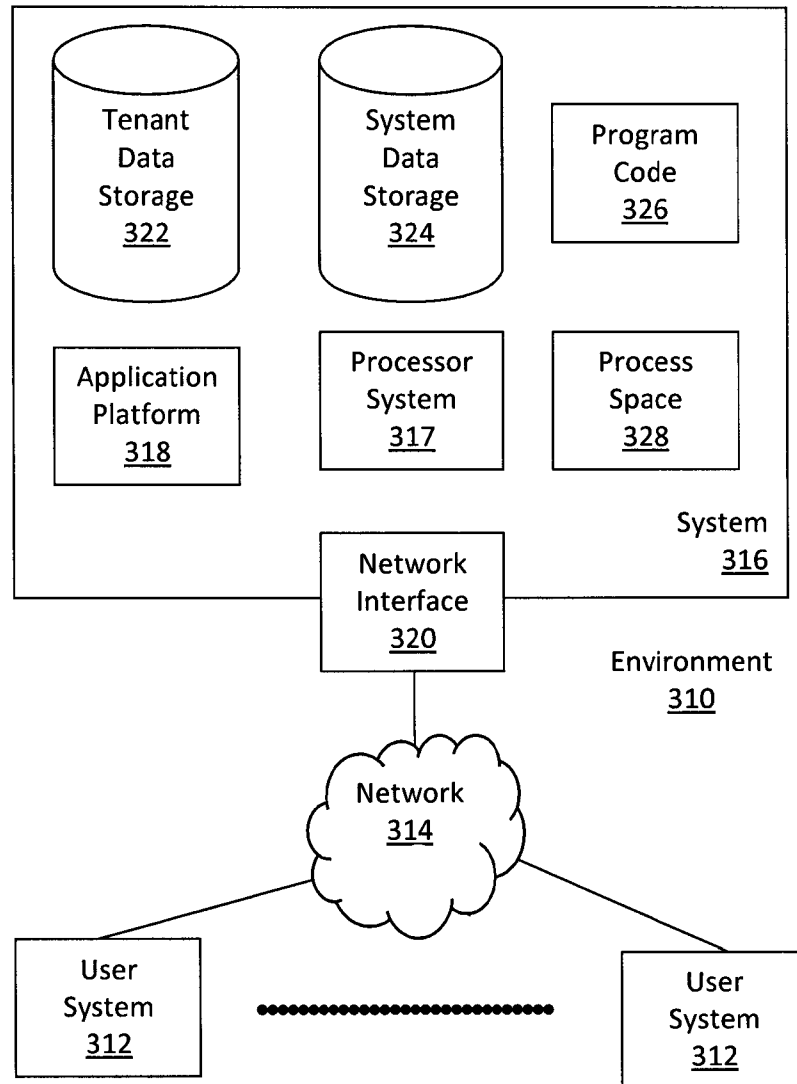 Tenant
Data
Storage
322
System
Data
Storage
324
Program
Code
326
Application
Platform
318
Processor
System
317
Process
Space
328
System
316
Network
Interface
320
Environment
310
Network
314
User
System
312
User
System
312